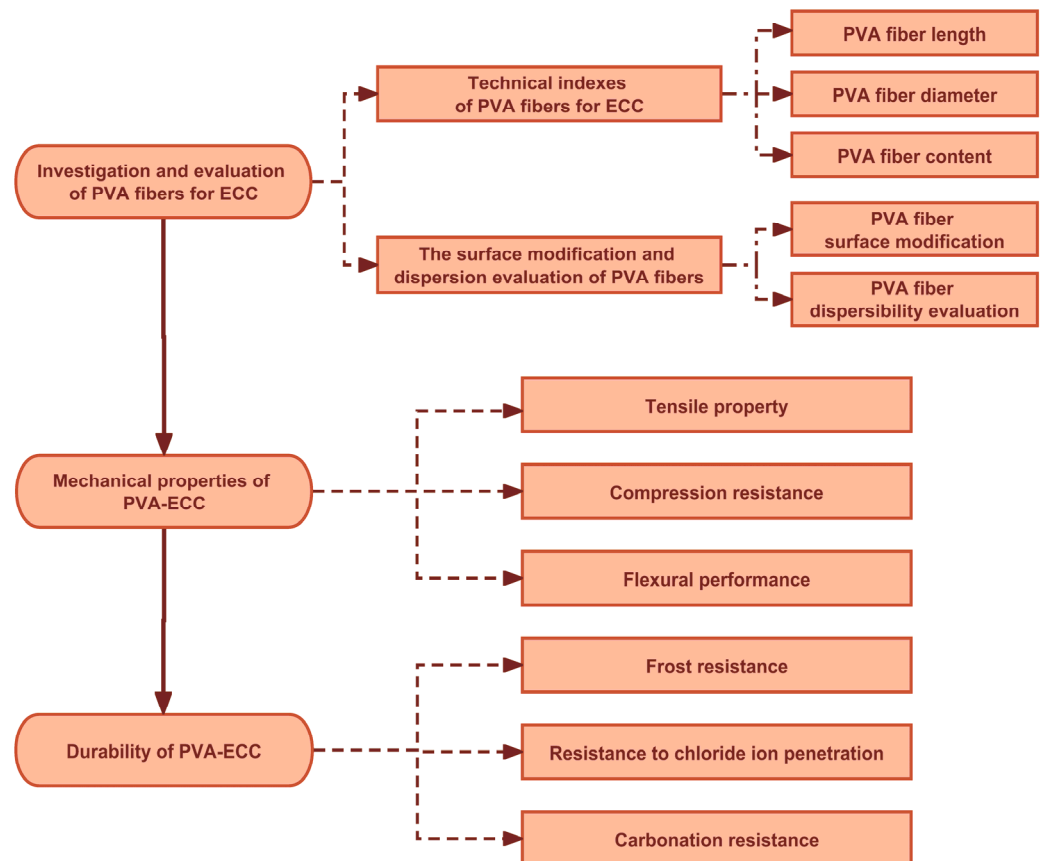 PVA fiber length
Technical indexes
of PVA fibers for ECC
PVA fiber diameter
PVA fiber content
Investigation and evaluation
of PVA fibers for ECC
PVA fiber
surface modification
The surface modification and
dispersion evaluation of PVA fibers
PVA fiber
dispersibility evaluation
Tensile property
Mechanical properties of
PVA-ECC
Compression resistance
Flexural performance
Frost resistance
Durability of PVA-ECC
Resistance to chloride ion penetration
Carbonation resistance